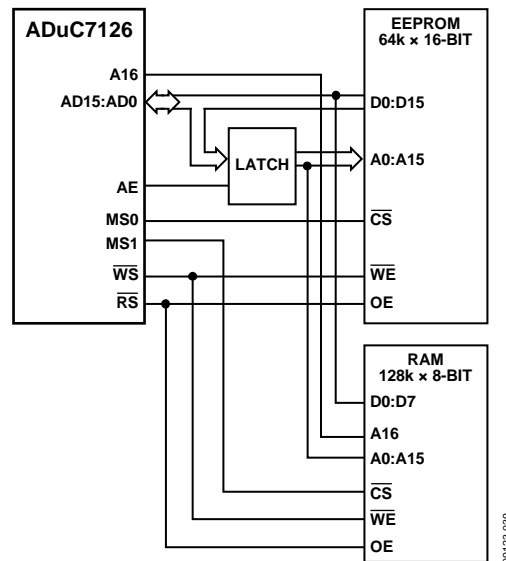 ADuC7126
A16
AD15:AD0
AE
MS0
MS1
WS
RS
LATCH
EEPROM
64k × 16-BIT
D0:D15
A0:A15
CS
WE
OE
RAM
128k × 8-BIT
D0:D7
A16
A0:A15
CS
WE
OE